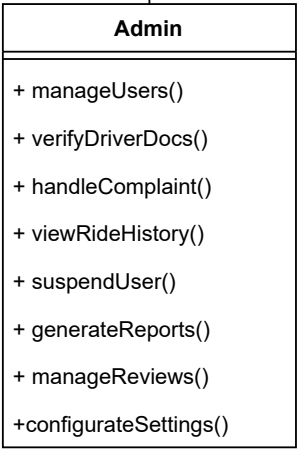 Admin
+ manageUsers()
+ verifyDriverDocs()
+ handleComplaint()
+ viewRideHistory()
+ suspendUser()
+ generateReports()
+ manageReviews()
+configurateSettings()